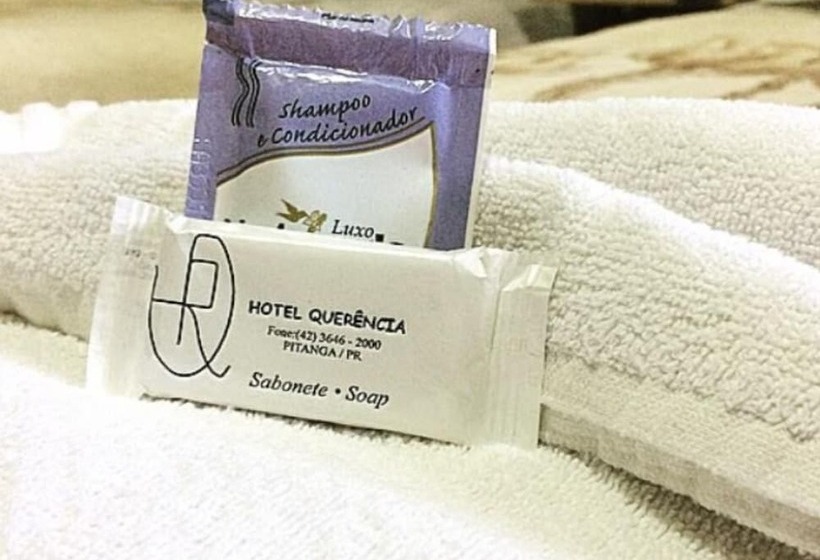 Shampoo
e Condicionador
Luxo
HOTEL QUERÊNCIA
Fone:(42) 3646 - 2000
PITANGA / PR
Sabonete • Soap